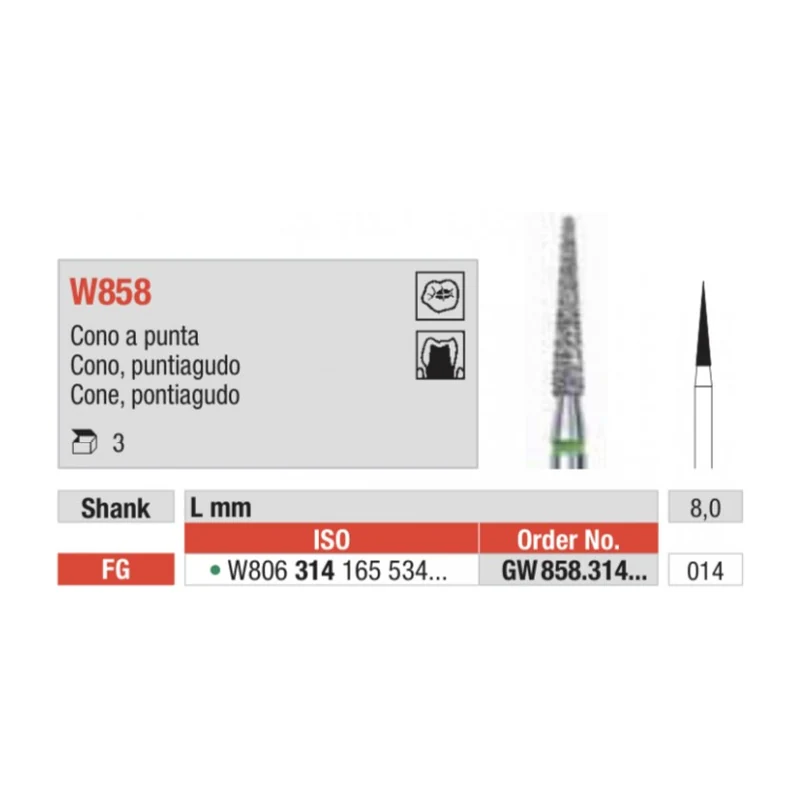 W858
Cono a punta
Cono, puntiagudo
Cone, pontiagudo
3
Shank L mm 8,0
ISO Order No.
FG • W806 314 165 534... GW 858.314... 014